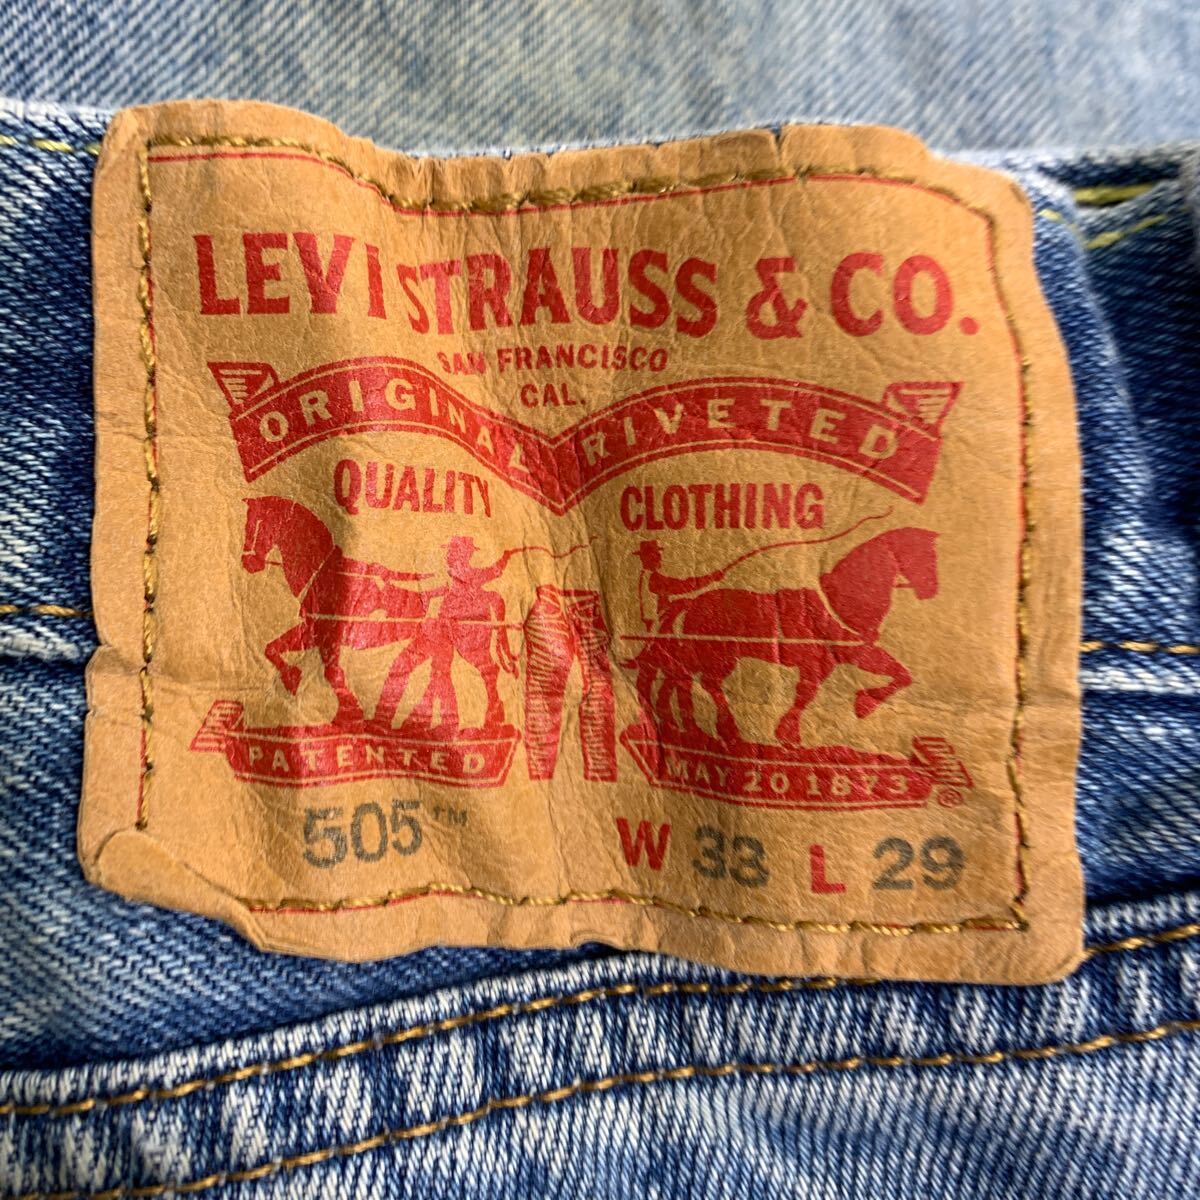 LEVI STRAUSS & CO.
SAN FRANCISCO
CAL.
ORIGINAL RIVETED
QUALITY CLOTHING
PATENTED MAY 20 1873 ®
505™ W 33 L 29